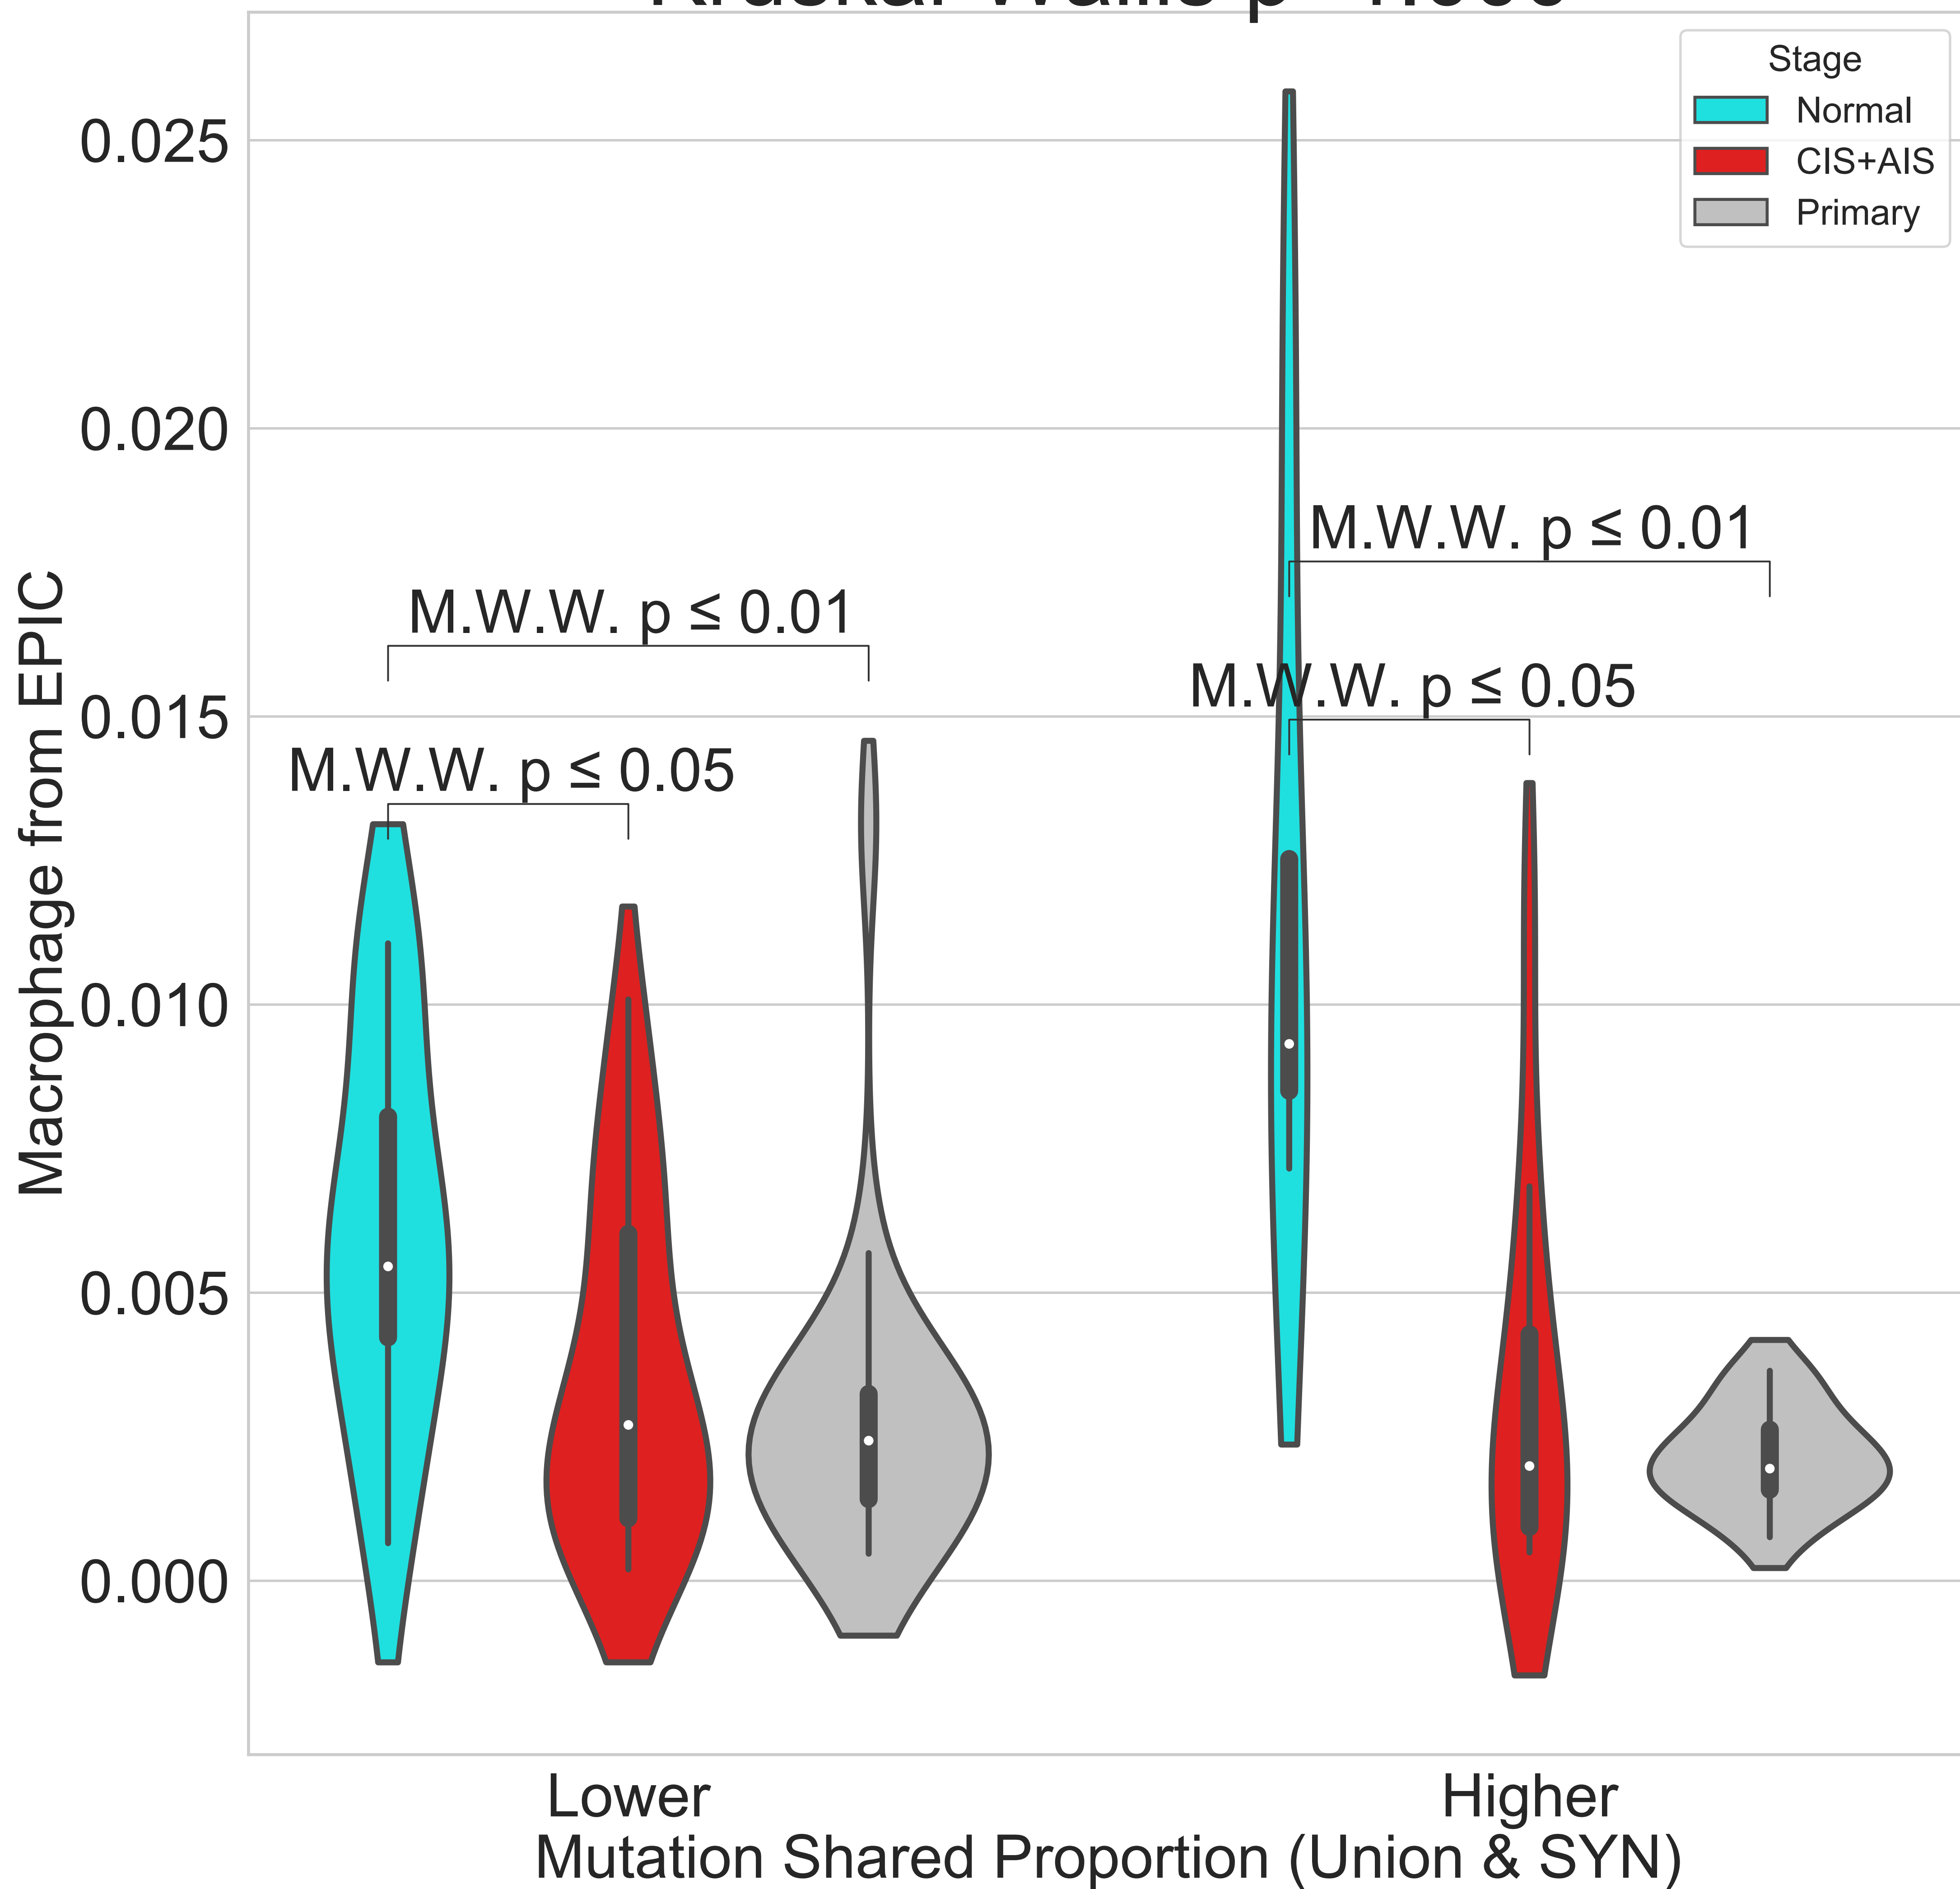 Stage
Normal
CIS+AIS
Primary
0.025
0.020
0.015
0.010
0.005
0.000
Macrophage from EPIC
M.W.W. p ≤ 0.01
M.W.W. p ≤ 0.05
M.W.W. p ≤ 0.01
M.W.W. p ≤ 0.05
Lower
Higher
Mutation Shared Proportion (Union & SYN)